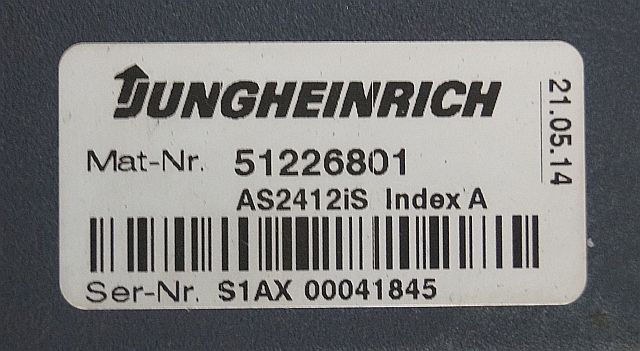 JUNGHEINRICH
Mat-Nr. 51226801
AS2412iS Index A
Ser-Nr. S1AX 00041845
21.05.14